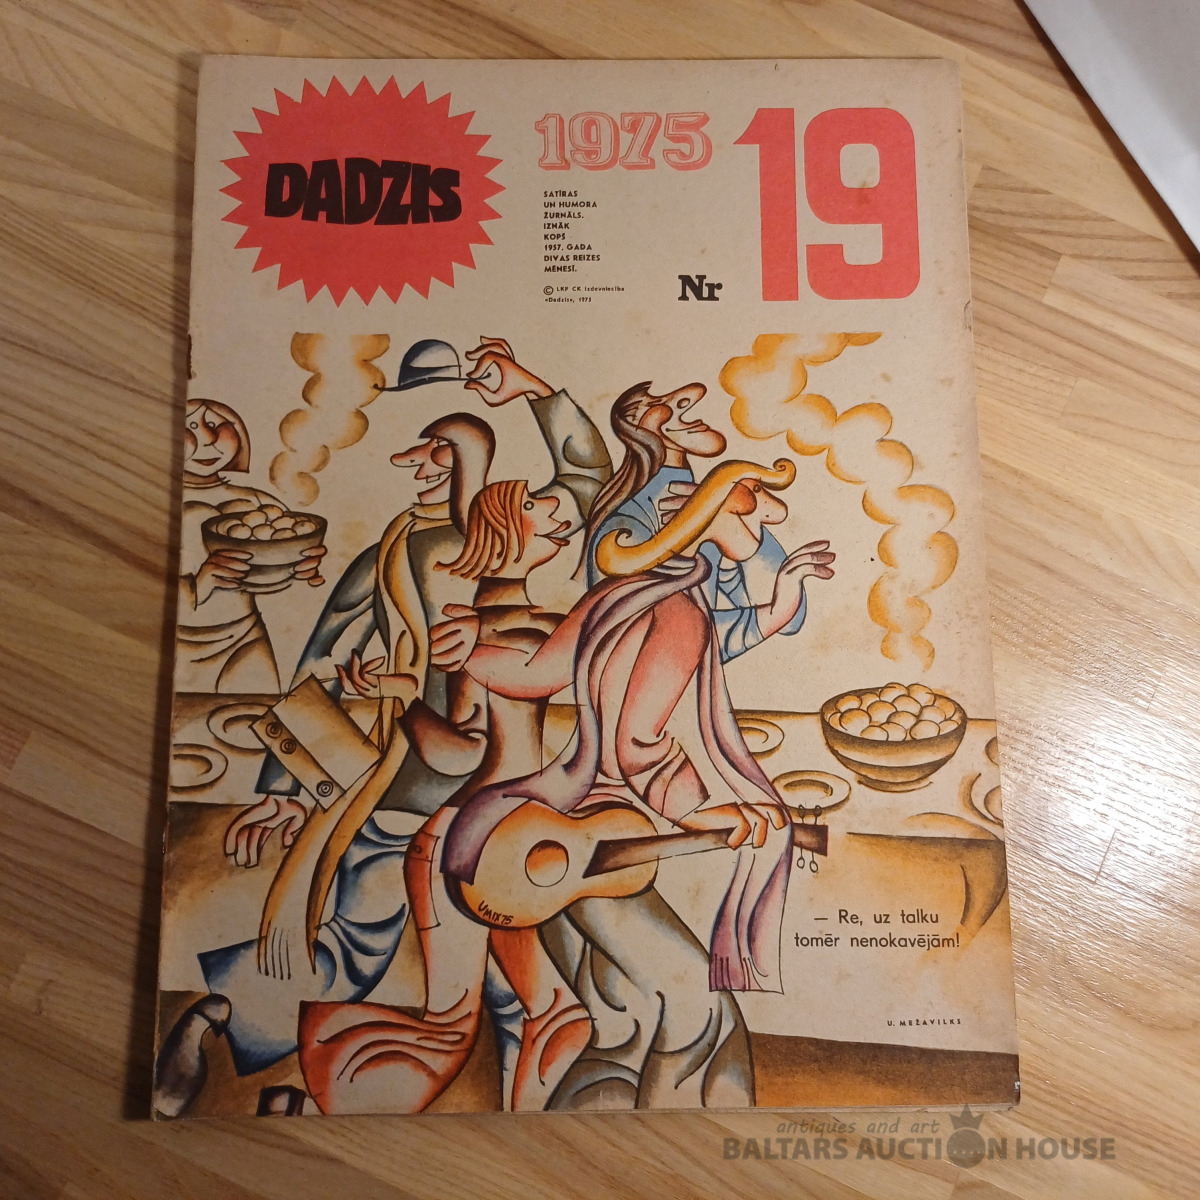 DADZIS
1975
19
SATĪRAS
UN HUMORA
ŽURNĀLS.
IZNĀK
KOPŠ
1957. GADA
DIVAS REIZES
MĒNESĪ.
© LKP CK izdevniecība
«Dadzis», 1975
Nr
UMIX75
— Re, uz talku
tomēr nenokavējām!
U. MEŽAVILKS
antiques and art
BALTARS AUCTION HOUSE